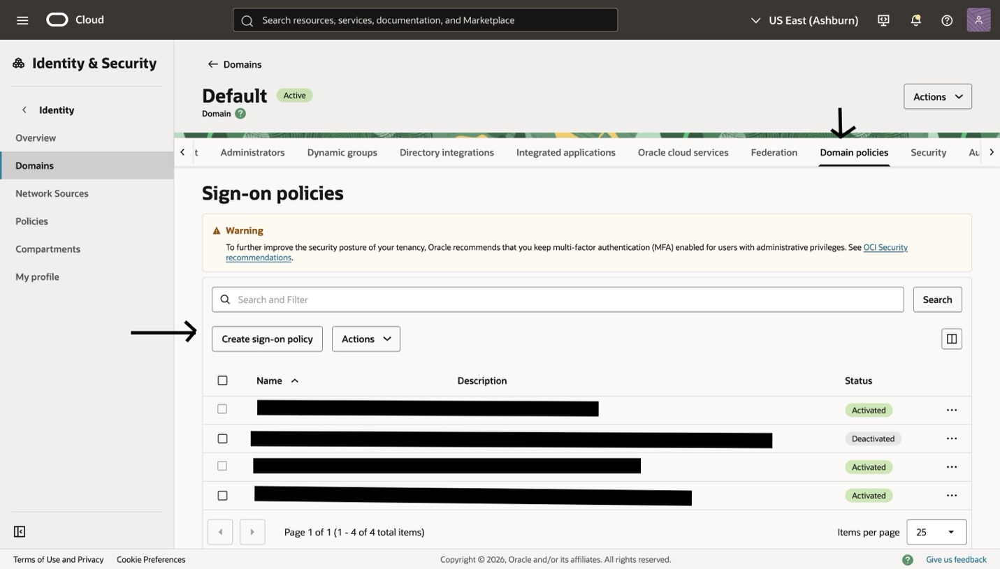 Cloud
Search resources, services, documentation, and Marketplace
US East (Ashburn)
Identity & Security
Identity
Overview
Domains
Network Sources
Policies
Compartments
My profile
Domains
Default
Active
Domain
Actions
t
Administrators
Dynamic groups
Directory integrations
Integrated applications
Oracle cloud services
Federation
Domain policies
Security
Au
Sign-on policies
Warning
To further improve the security posture of your tenancy, Oracle recommends that you keep multi-factor authentication (MFA) enabled for users with administrative privileges. See OCI Security
recommendations.
Search and Filter
Search
Create sign-on policy
Actions
Name
Description
Status
Activated
Deactivated
Activated
Activated
Page 1 of 1 (1 - 4 of 4 total items)
Items per page
25
Terms of Use and Privacy
Cookie Preferences
Copyright © 2026, Oracle and/or its affiliates. All rights reserved.
Give us feedback